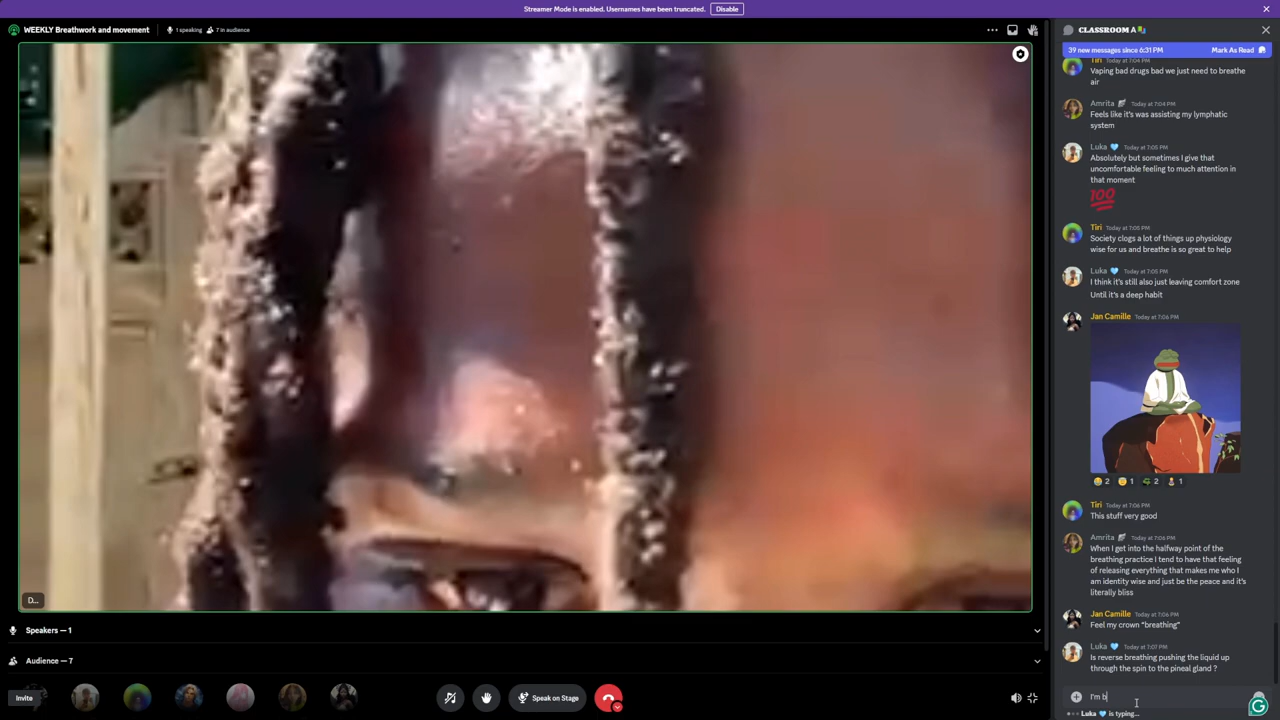 Streamer Mode is enabled. Usernames have been truncated. Disable
WEEKLY Breathwork and movement 1 speaking 7 in audience
D...
Speakers — 1
Audience — 7
Invite
Speak on Stage
CLASSROOM A
39 new messages since 6:31 PM Mark As Read
Tiri Today at 7:04 PM
Vaping bad drugs bad we just need to breathe
air
Amrita Today at 7:04 PM
Feels like it's was assisting my lymphatic
system
Luka 🩵 Today at 7:05 PM
Absolutely but sometimes I give that
uncomfortable feeling to much attention in
that moment
💯
Tiri Today at 7:05 PM
Society clogs a lot of things up physiology
wise for us and breathe is so great to help
Luka 🩵 Today at 7:05 PM
I think it's still also just leaving comfort zone
Until it's a deep habit
Jan Camille Today at 7:06 PM
2 1 2 1
Tiri Today at 7:06 PM
This stuff very good
Amrita Today at 7:06 PM
When I get into the halfway point of the
breathing practice I tend to have that feeling
of releasing everything that makes me who I
am identity wise and just be the peace and it's
literally bliss
Jan Camille Today at 7:06 PM
Feel my crown "breathing"
Luka 🩵 Today at 7:07 PM
Is reverse breathing pushing the liquid up
through the spin to the pineal gland ?
I'm b
Luka 🩵 is typing...